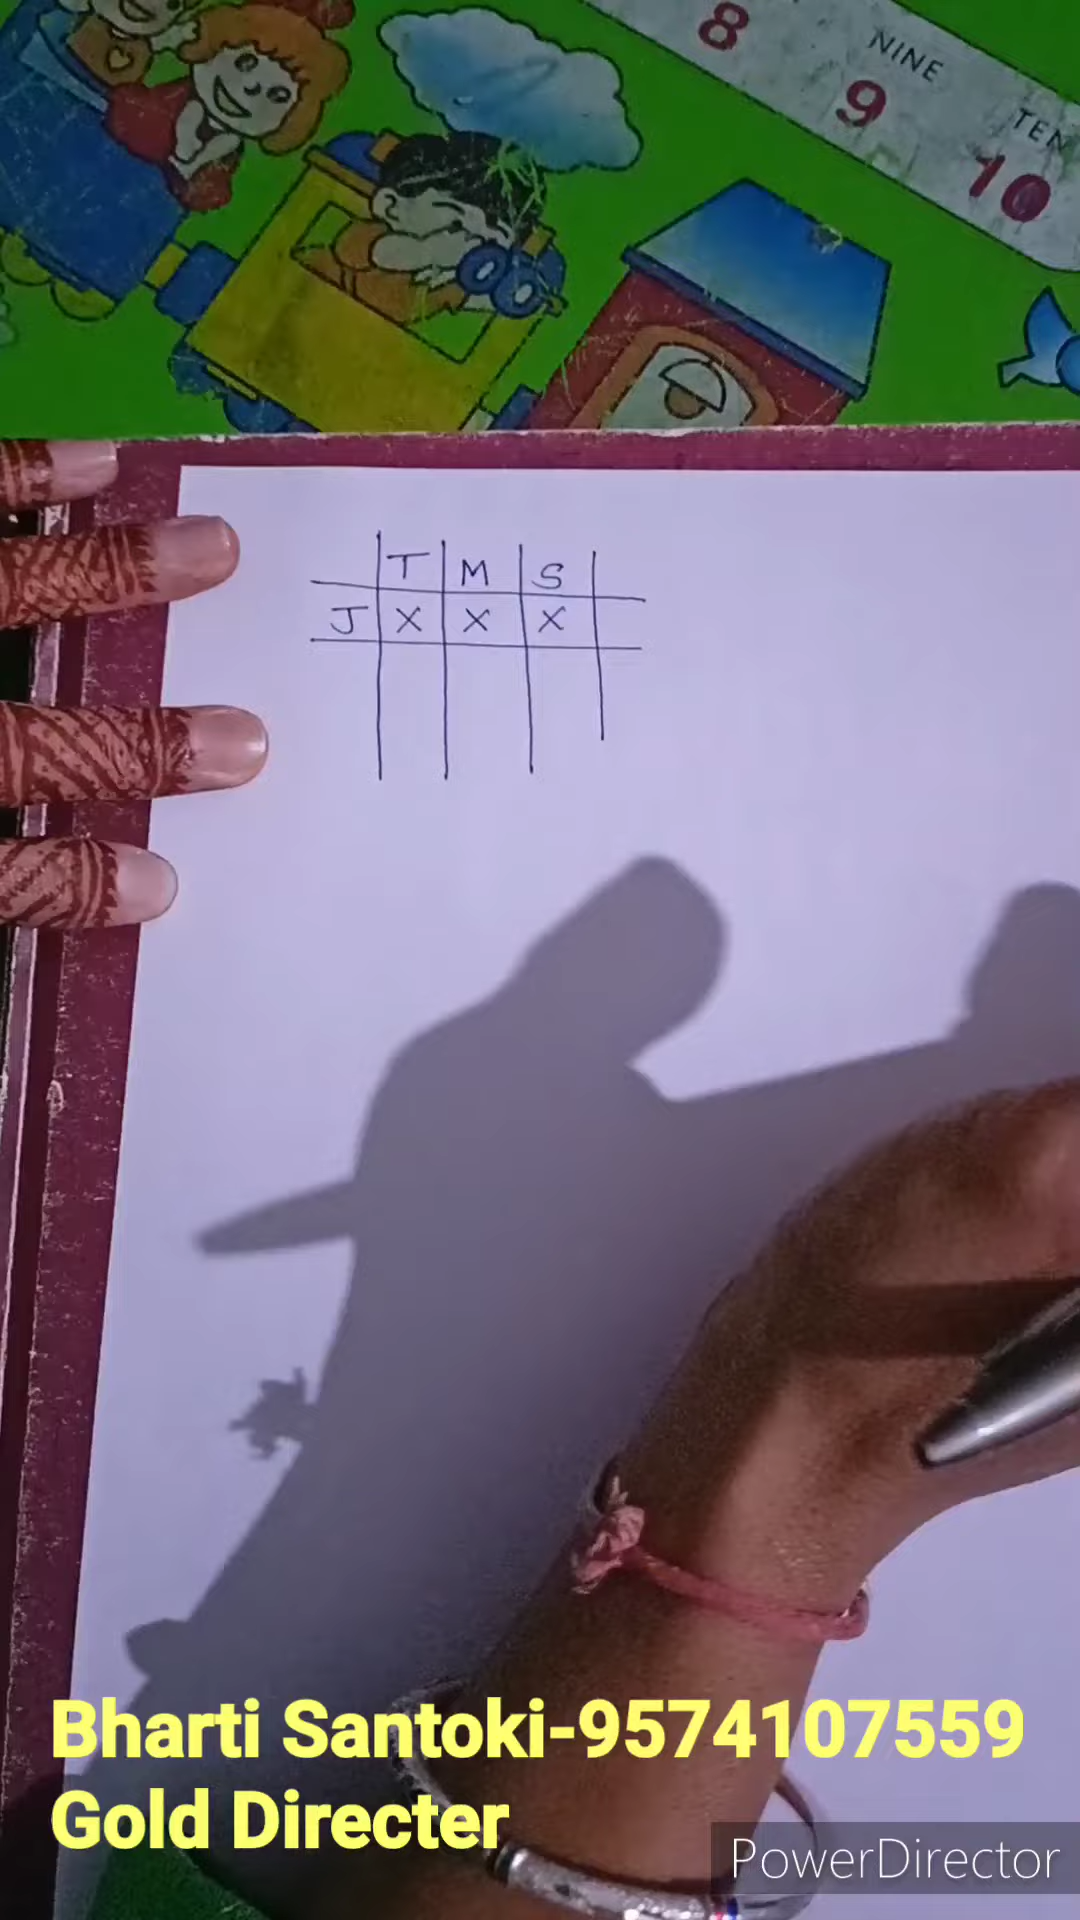 8
NINE
9
TEN
10
T M S
J X X X
Bharti Santoki-9574107559
Gold Directer
PowerDirector